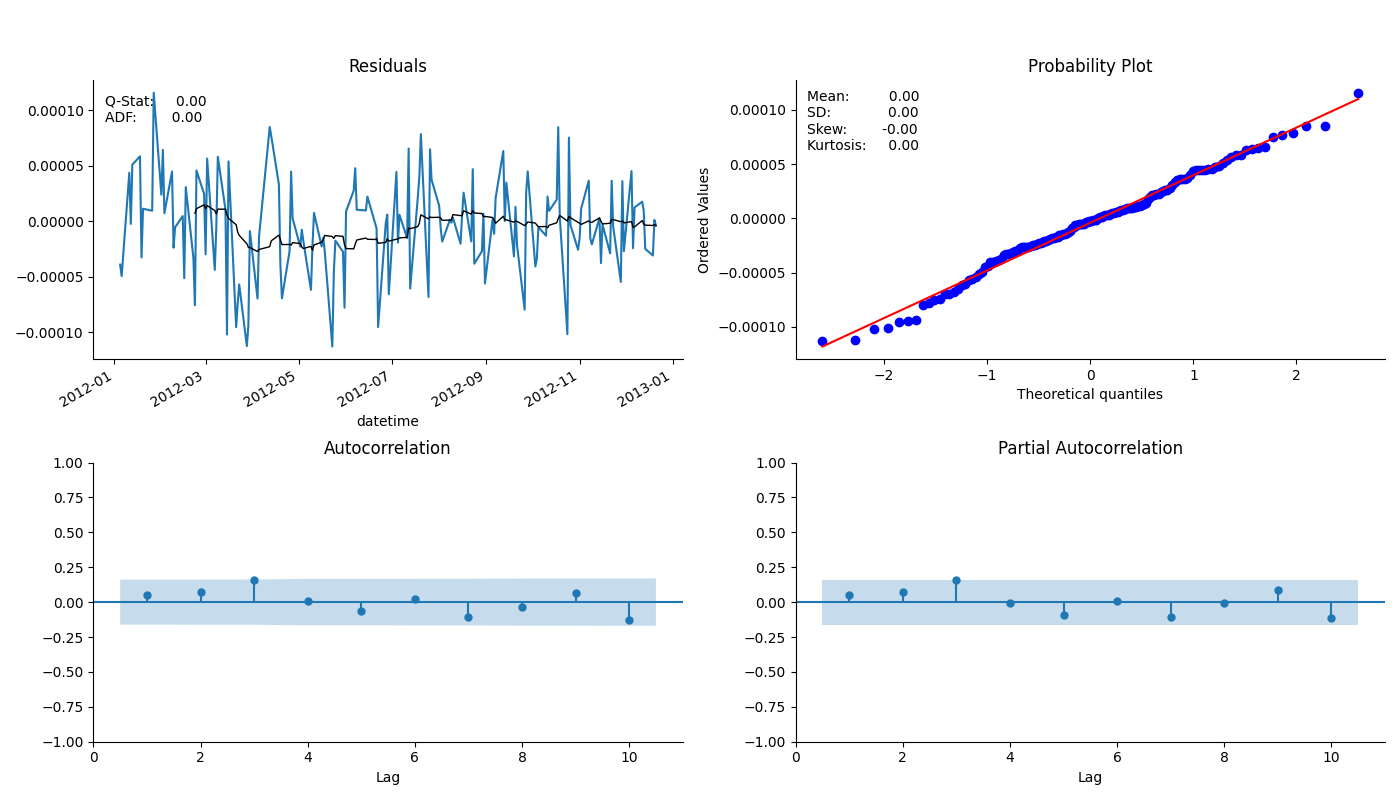 Residuals
Q-Stat: 0.00
ADF: 0.00
0.00010
0.00005
0.00000
−0.00005
−0.00010
2012-01 2012-03 2012-05 2012-07 2012-09 2012-11 2013-01
datetime
Probability Plot
Mean: 0.00
SD: 0.00
Skew: -0.00
Kurtosis: 0.00
Ordered Values
0.00010
0.00005
0.00000
−0.00005
−0.00010
−2 −1 0 1 2
Theoretical quantiles
Autocorrelation
1.00
0.75
0.50
0.25
0.00
−0.25
−0.50
−0.75
−1.00
0 2 4 6 8 10
Lag
Partial Autocorrelation
1.00
0.75
0.50
0.25
0.00
−0.25
−0.50
−0.75
−1.00
0 2 4 6 8 10
Lag